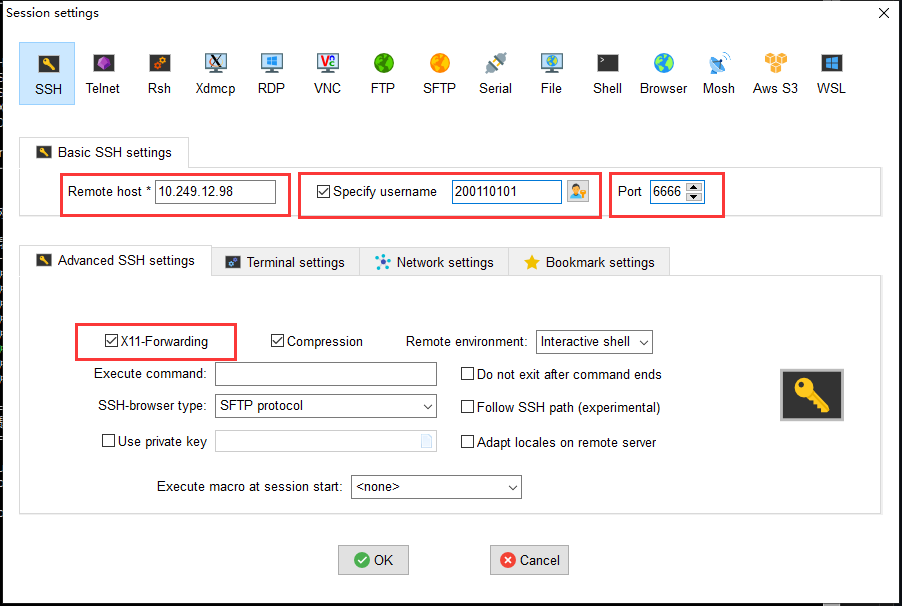 Session settings
SSH Telnet Rsh Xdmcp RDP VNC FTP SFTP Serial File Shell Browser Mosh Aws S3 WSL
Basic SSH settings
Remote host * 10.249.12.98 Specify username 200110101 Port 6666
Advanced SSH settings Terminal settings Network settings Bookmark settings
X11-Forwarding Compression Remote environment: Interactive shell
Execute command: Do not exit after command ends
SSH-browser type: SFTP protocol Follow SSH path (experimental)
Use private key Adapt locales on remote server
Execute macro at session start: <none>
OK Cancel